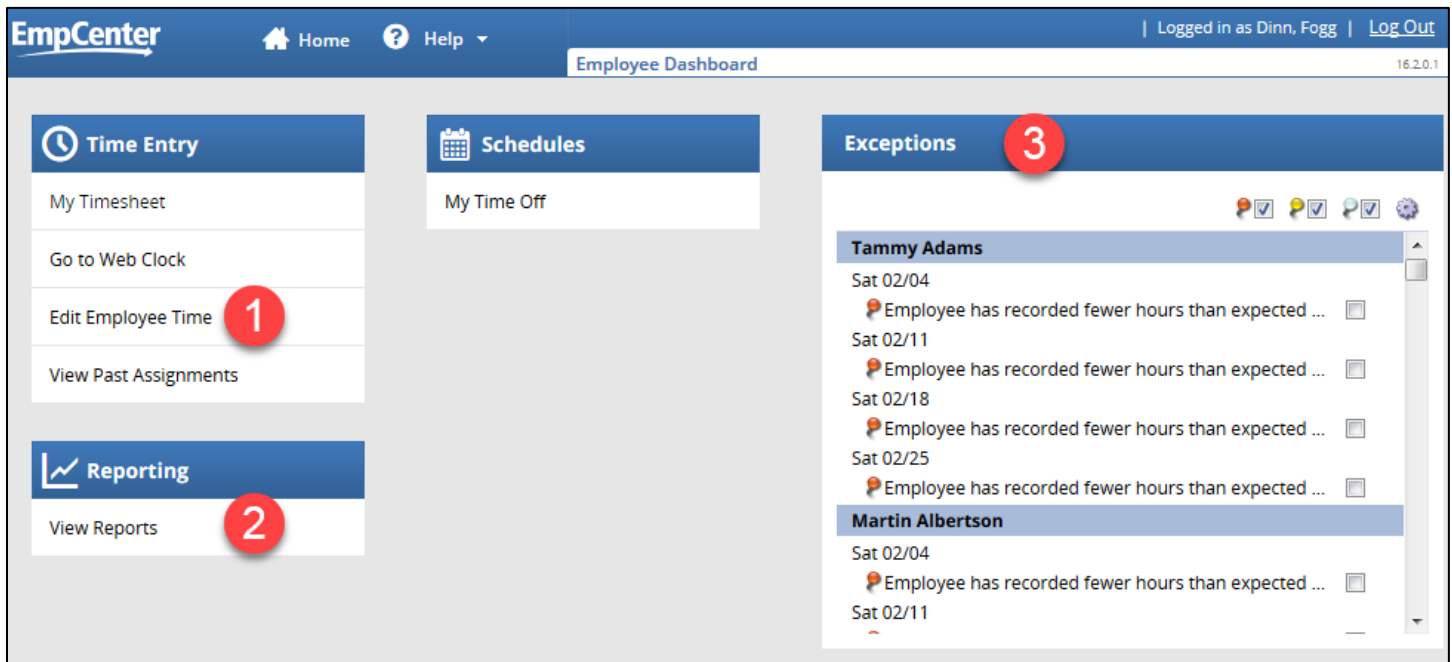 EmpCenter
Home
? Help
| Logged in as Dinn, Fogg | Log Out
Employee Dashboard
16.2.0.1
Time Entry
My Timesheet
Go to Web Clock
Edit Employee Time 1
View Past Assignments
Reporting
View Reports 2
Schedules
My Time Off
Exceptions 3
Tammy Adams
Sat 02/04
Employee has recorded fewer hours than expected ...
Sat 02/11
Employee has recorded fewer hours than expected ...
Sat 02/18
Employee has recorded fewer hours than expected ...
Sat 02/25
Employee has recorded fewer hours than expected ...
Martin Albertson
Sat 02/04
Employee has recorded fewer hours than expected ...
Sat 02/11